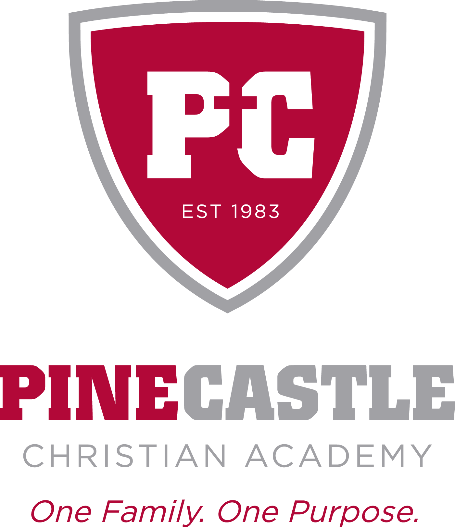 PC
EST 1983
PINECASTLE
CHRISTIAN ACADEMY
One Family. One Purpose.